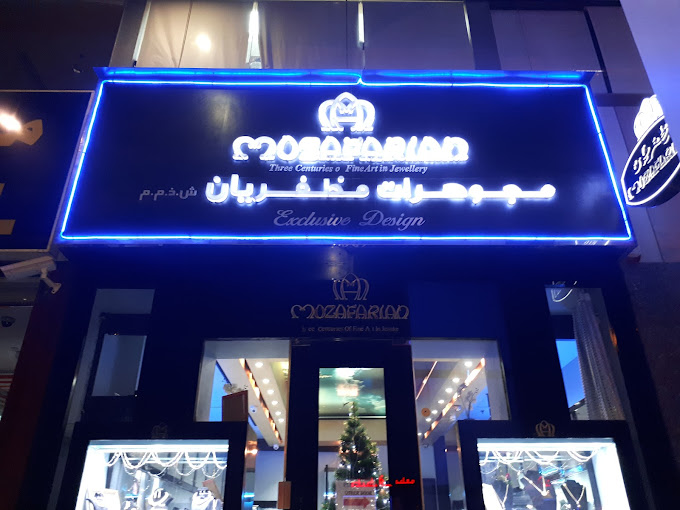 MOZAFARIAN
Three Centuries o Fine Art in Jewellery
مجوهرات مظفريان ش.ذ.م.م
Exclusive Design
MOZAFARIAN